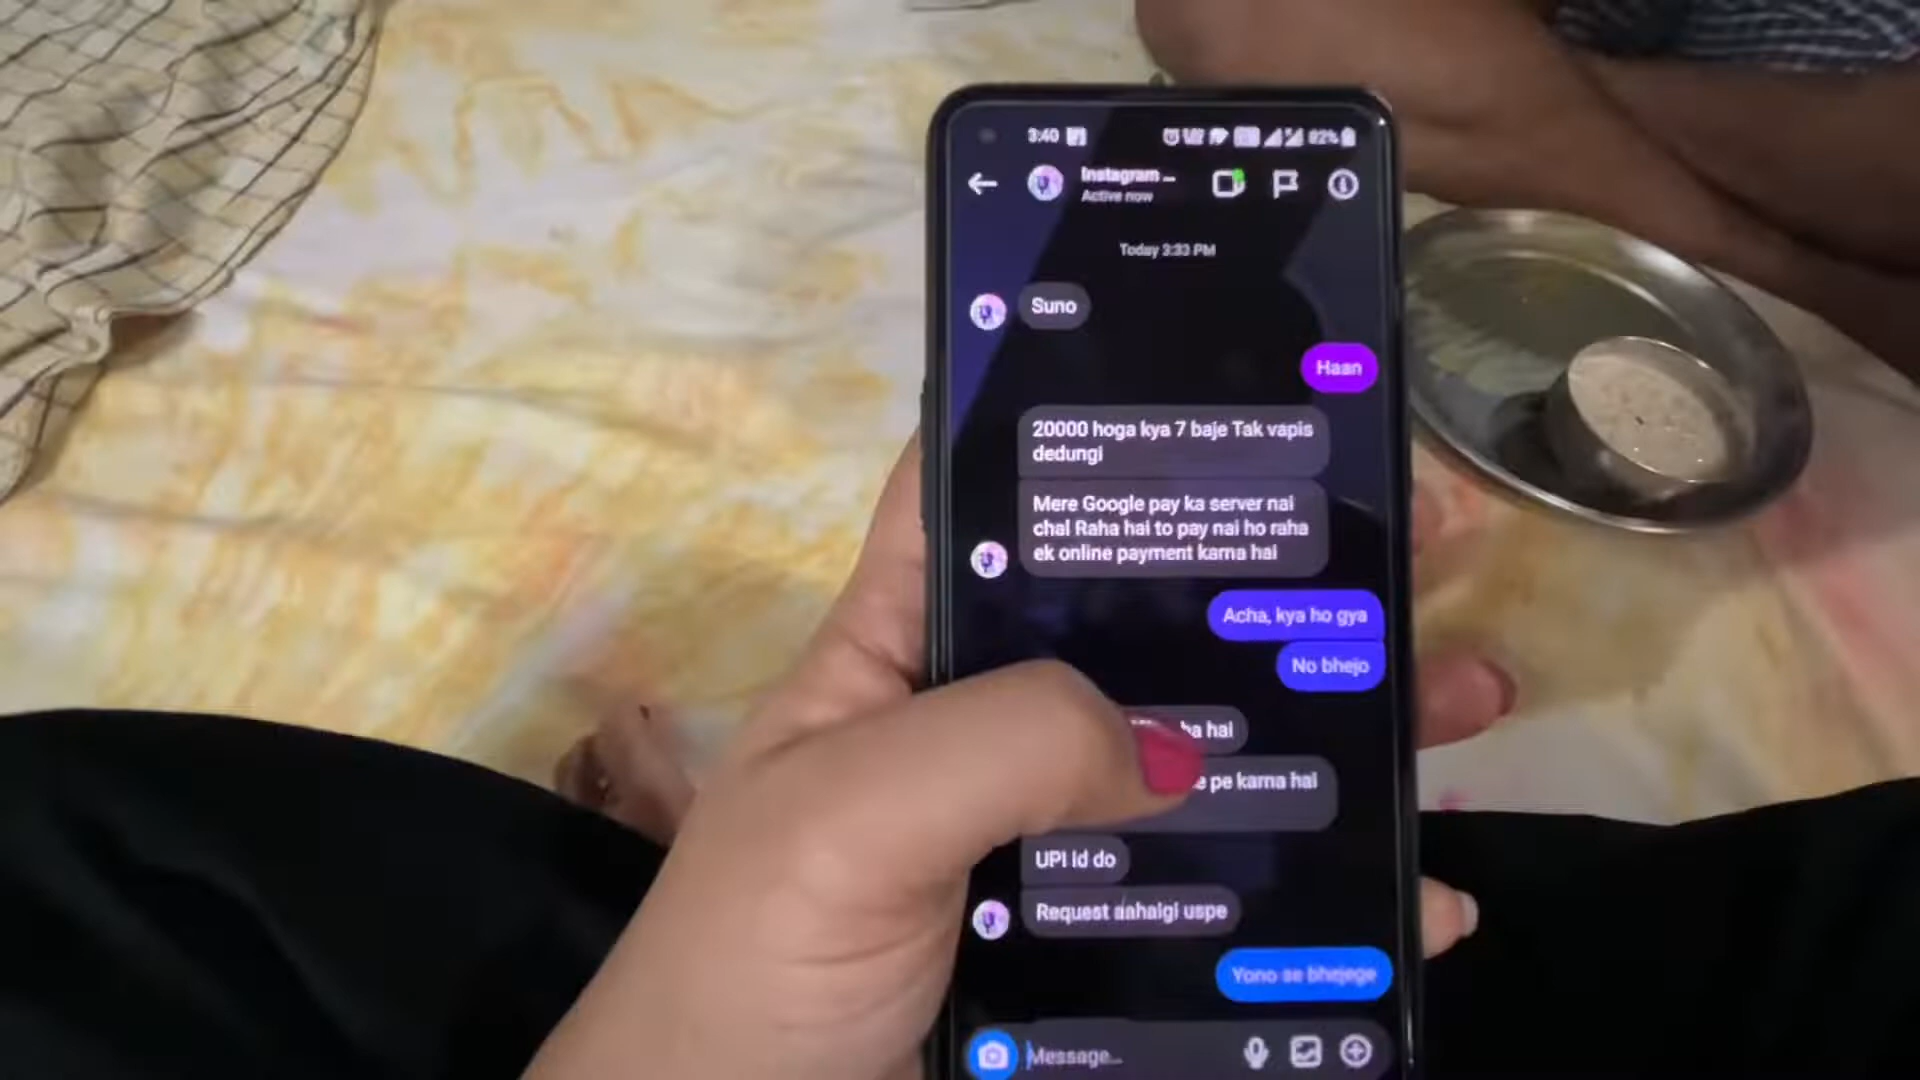 3:40
82%
Instagram ...
Active now
Today 3:33 PM
Suno
Haan
20000 hoga kya 7 baje Tak vapis
dedungi
Mere Google pay ka server nai
chal Raha hai to pay nai ho raha
ek online payment karna hai
Acha, kya ho gya
No bhejo
hai
pe karna hai
UPI id do
Request aahaigi uspe
Yono se bhejege
Message...